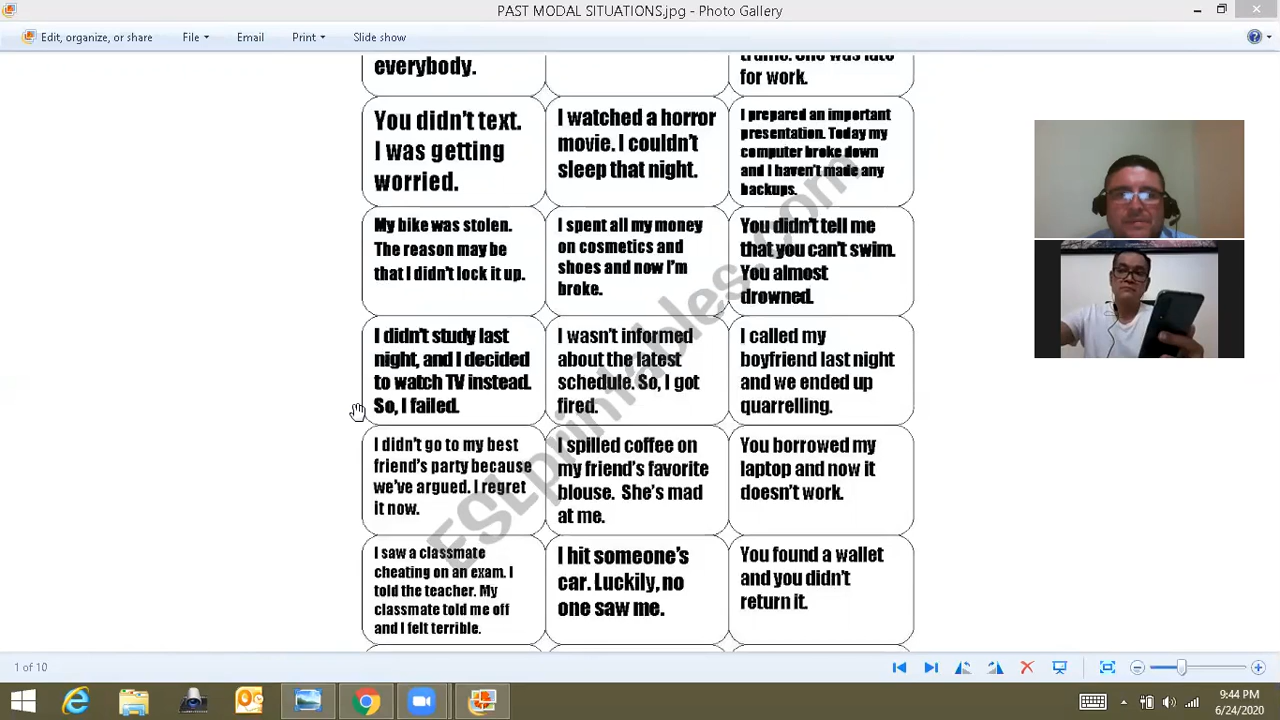 PAST MODAL SITUATIONS.jpg - Photo Gallery
Edit, organize, or share
File
Email
Print
Slide show
everybody.
traffic. She was late
for work.
You didn't text.
I was getting
worried.
I watched a horror
movie. I couldn't
sleep that night.
I prepared an important
presentation. Today my
computer broke down
and I haven't made any
backups.
My bike was stolen.
The reason may be
that I didn't lock it up.
I spent all my money
on cosmetics and
shoes and now I'm
broke.
You didn't tell me
that you can't swim.
You almost
drowned.
I didn't study last
night, and I decided
to watch TV instead.
So, I failed.
I wasn't informed
about the latest
schedule. So, I got
fired.
I called my
boyfriend last night
and we ended up
quarrelling.
I didn't go to my best
friend's party because
we've argued. I regret
it now.
I spilled coffee on
my friend's favorite
blouse. She's mad
at me.
You borrowed my
laptop and now it
doesn't work.
I saw a classmate
cheating on an exam. I
told the teacher. My
classmate told me off
and I felt terrible.
I hit someone's
car. Luckily, no
one saw me.
You found a wallet
and you didn't
return it.
ESLprintables.com
1 of 10
9:44 PM
6/24/2020